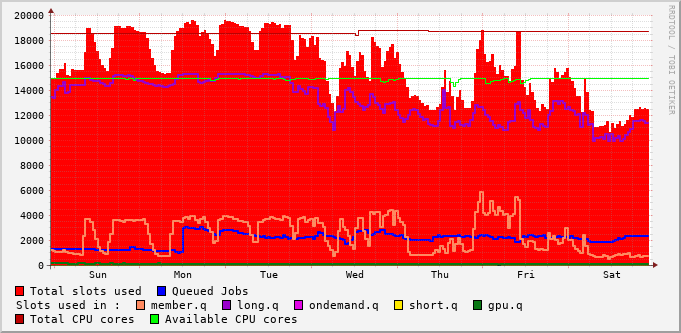 20000
18000
16000
14000
12000
10000
8000
6000
4000
2000
0
Sun Mon Tue Wed Thu Fri Sat
RRDTOOL / TOBI OETIKER
Total slots used Queued Jobs
Slots used in : member.q long.q ondemand.q short.q gpu.q
Total CPU cores Available CPU cores